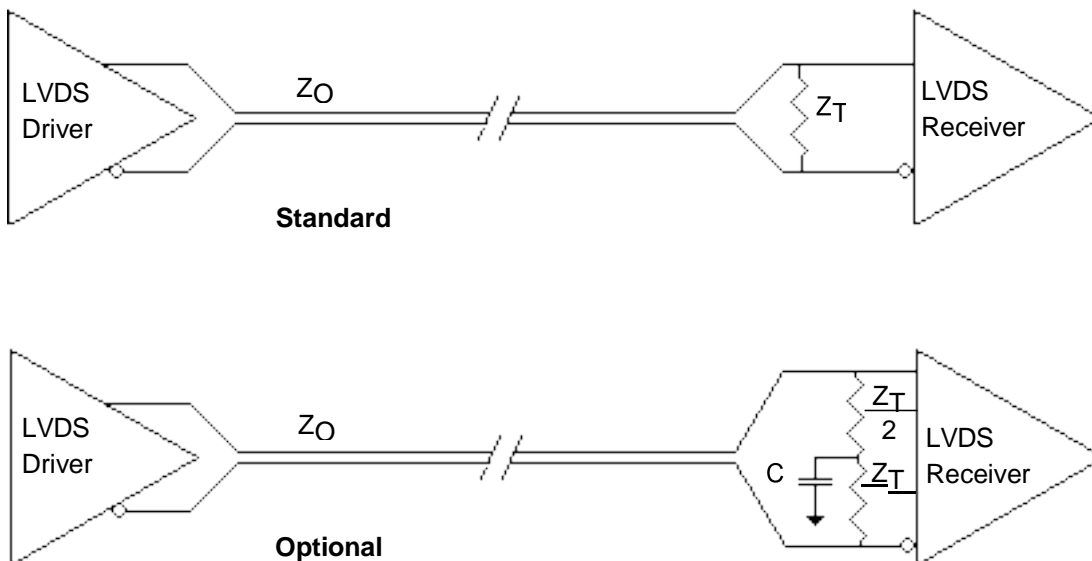 LVDS
Driver
ZO
ZT
LVDS
Receiver
Standard
LVDS
Driver
ZO
C
ZT
2
ZT
LVDS
Receiver
Optional